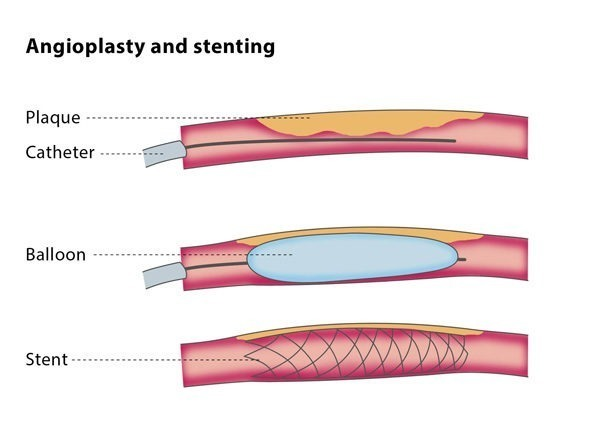 Angioplasty and stenting
Plaque
Catheter
Balloon
Stent